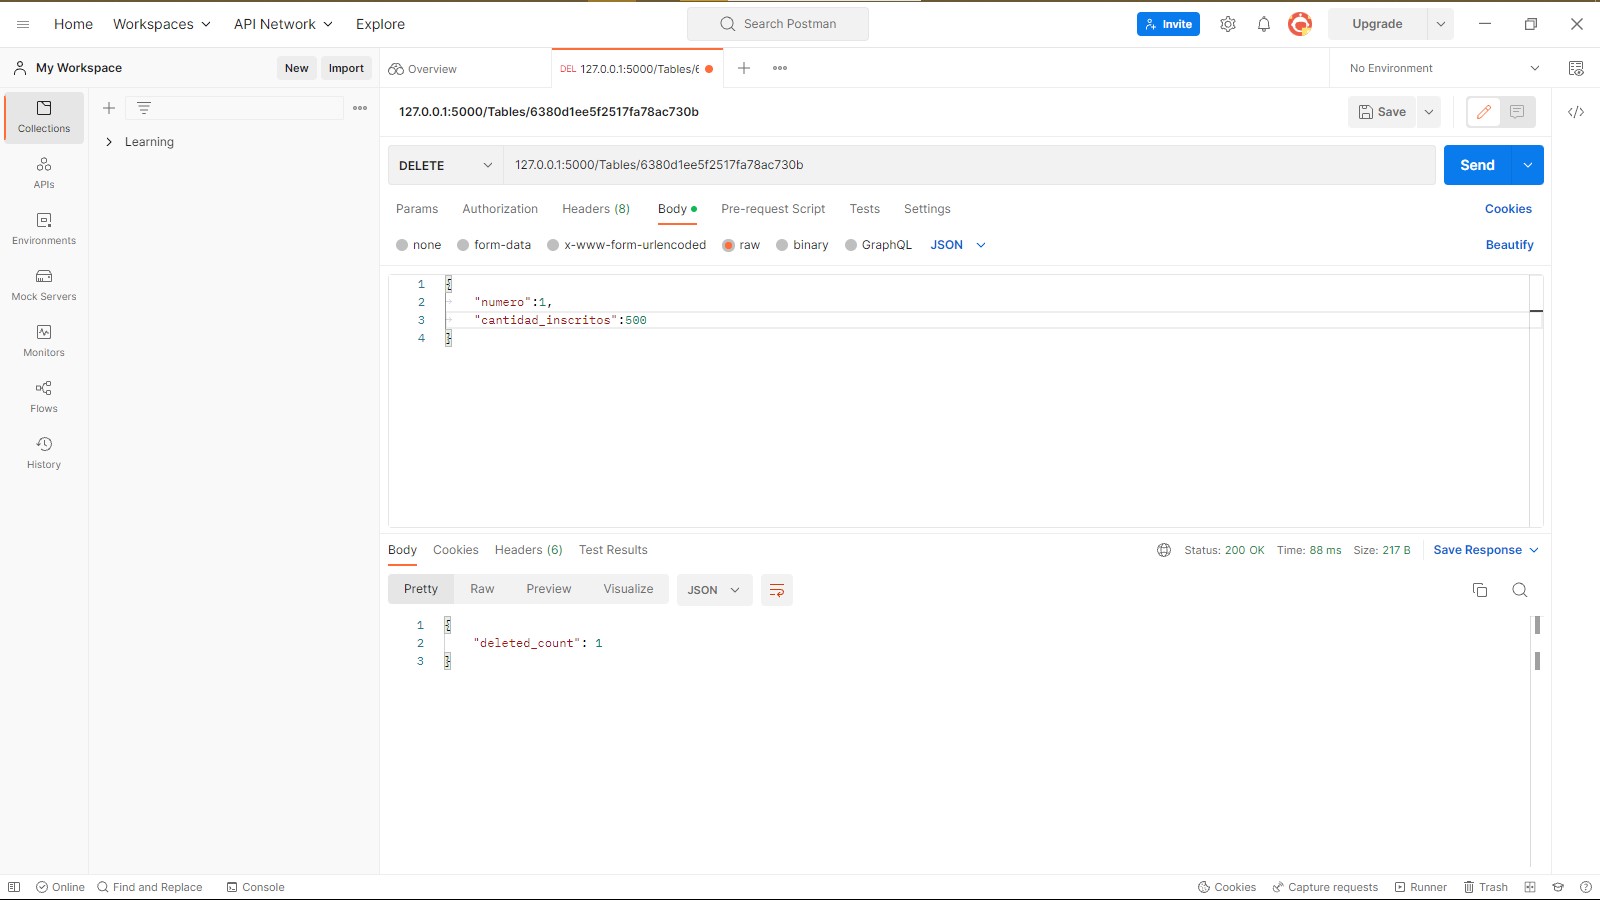 Home Workspaces API Network Explore Search Postman Invite Upgrade
My Workspace New Import Overview DEL 127.0.0.1:5000/Tables/6 No Environment
Collections
Learning
127.0.0.1:5000/Tables/6380d1ee5f2517fa78ac730b Save
DELETE 127.0.0.1:5000/Tables/6380d1ee5f2517fa78ac730b Send
APIs
Params Authorization Headers (8) Body Pre-request Script Tests Settings Cookies
Environments
none form-data x-www-form-urlencoded raw binary GraphQL JSON Beautify
Mock Servers
1 {
2 "numero":1,
3 "cantidad_inscritos":500
4 }
Monitors
Flows
History
Body Cookies Headers (6) Test Results Status: 200 OK Time: 88 ms Size: 217 B Save Response
Pretty Raw Preview Visualize JSON
1 {
2 "deleted_count": 1
3 }
Online Find and Replace Console Cookies Capture requests Runner Trash